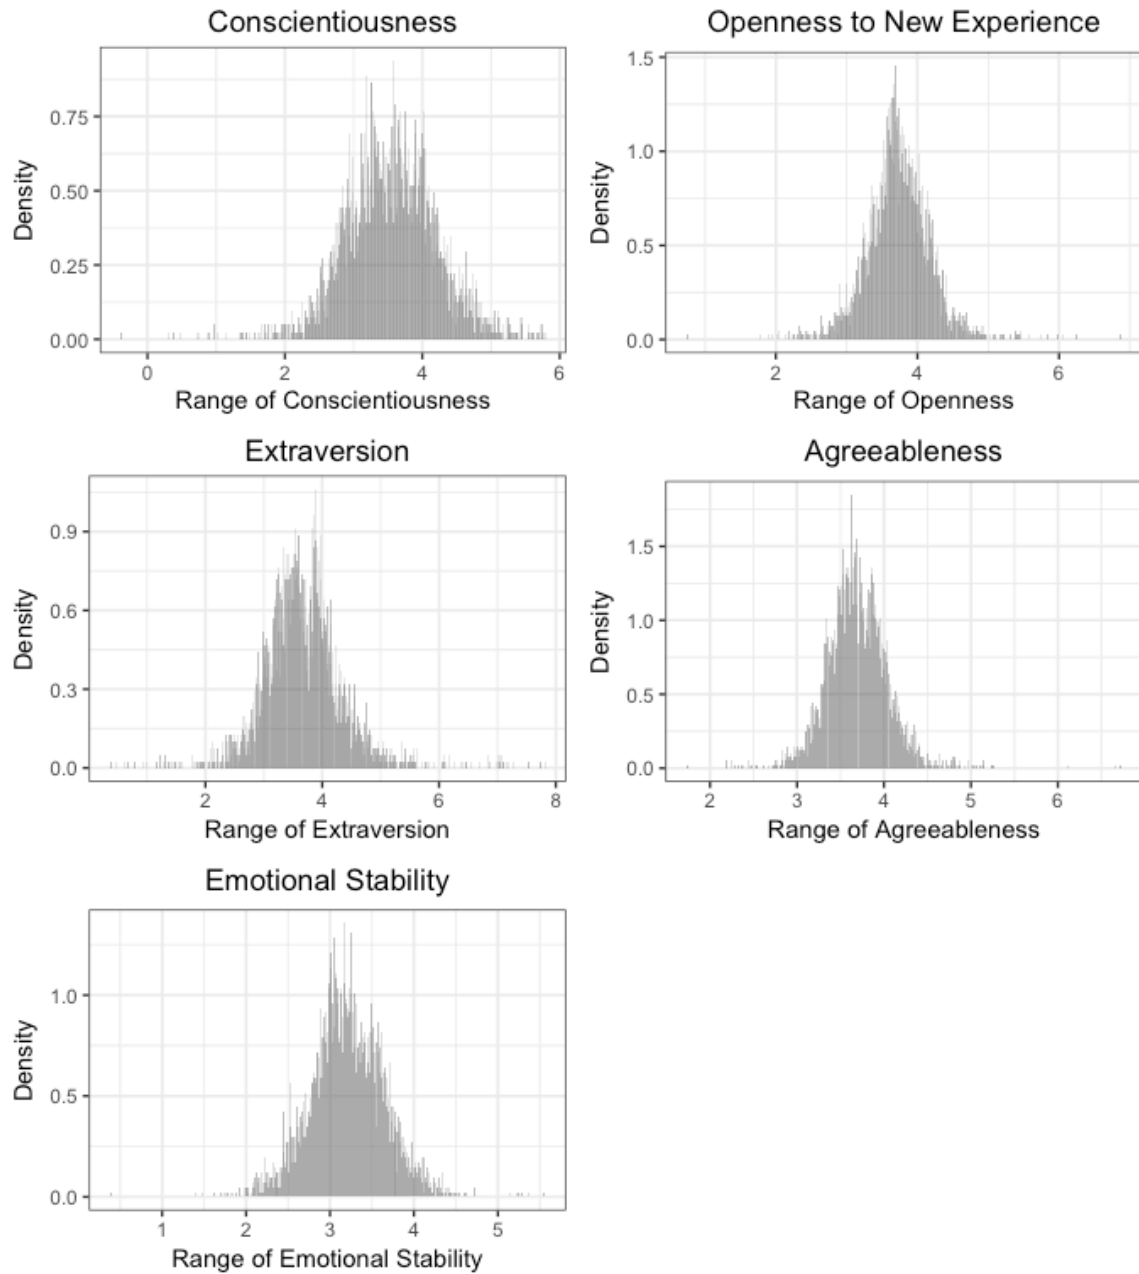 Conscientiousness
Density
0.75
0.50
0.25
0.00
0
2
4
6
Range of Conscientiousness
Openness to New Experience
Density
1.5
1.0
0.5
0.0
2
4
6
Range of Openness
Extraversion
Density
0.9
0.6
0.3
0.0
2
4
6
8
Range of Extraversion
Agreeableness
Density
1.5
1.0
0.5
0.0
2
3
4
5
6
Range of Agreeableness
Emotional Stability
Density
1.0
0.5
0.0
1
2
3
4
5
Range of Emotional Stability